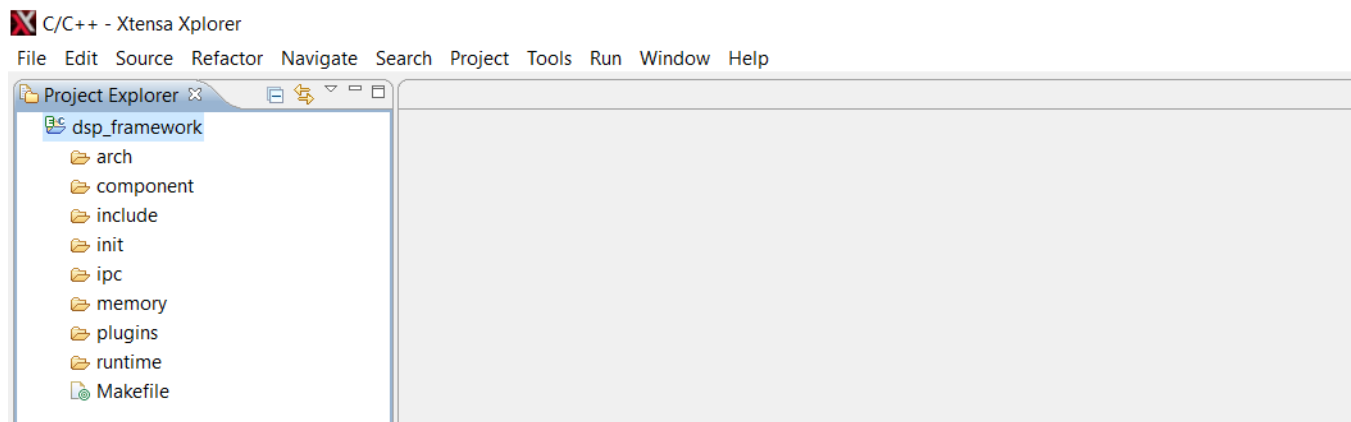 C/C++ - Xtensa Xplorer
File Edit Source Refactor Navigate Search Project Tools Run Window Help
Project Explorer
dsp_framework
arch
component
include
init
ipc
memory
plugins
runtime
Makefile